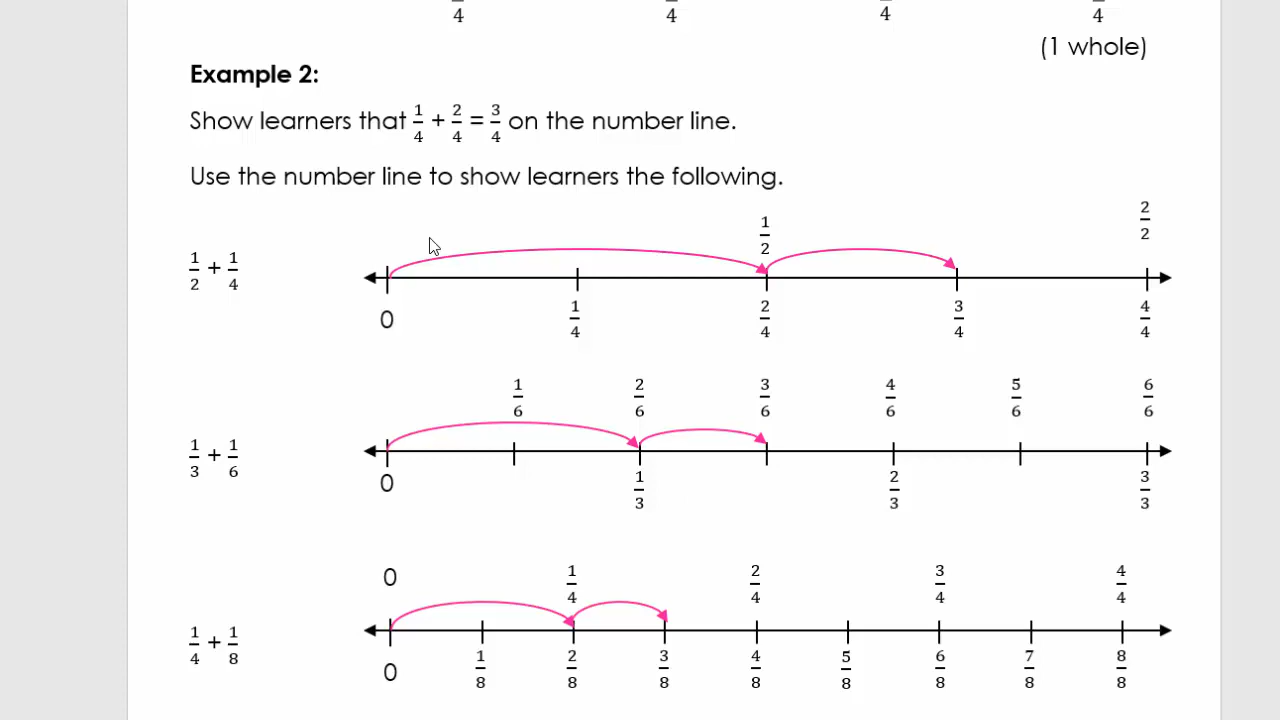 4 4 4 4
(1 whole)
Example 2:
Show learners that 1/4 + 2/4 = 3/4 on the number line.
Use the number line to show learners the following.
1/2 2/2
1/2 + 1/4
0 1/4 2/4 3/4 4/4
1/6 2/6 3/6 4/6 5/6 6/6
1/3 + 1/6
0 1/3 2/3 3/3
0 1/4 2/4 3/4 4/4
1/4 + 1/8
0 1/8 2/8 3/8 4/8 5/8 6/8 7/8 8/8